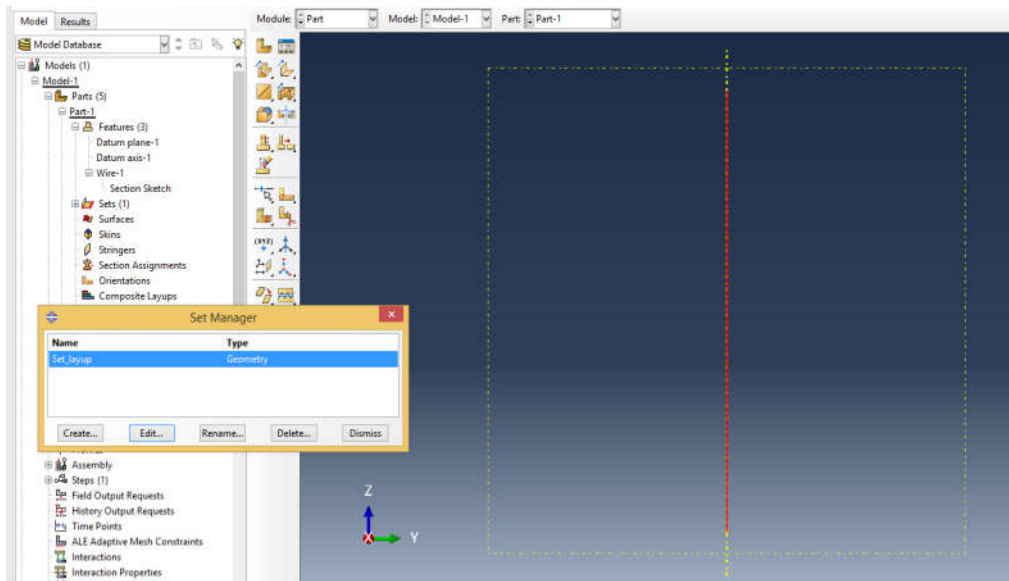 Model Results
Module: Part Model: Model-1 Part: Part-1
Model Database
Models (1)
Model-1
Parts (5)
Part-1
Features (3)
Datum plane-1
Datum axis-1
Wire-1
Section Sketch
Sets (1)
Surfaces
Skins
Stringers
Section Assignments
Orientations
Composite Layups
Set Manager
Name Type
Set_layup Geometry
Create... Edit... Rename... Delete... Dismiss
Assembly
Steps (1)
Field Output Requests
History Output Requests
Time Points
ALE Adaptive Mesh Constraints
Interactions
Interaction Properties
(XYZ)
Z
Y
X